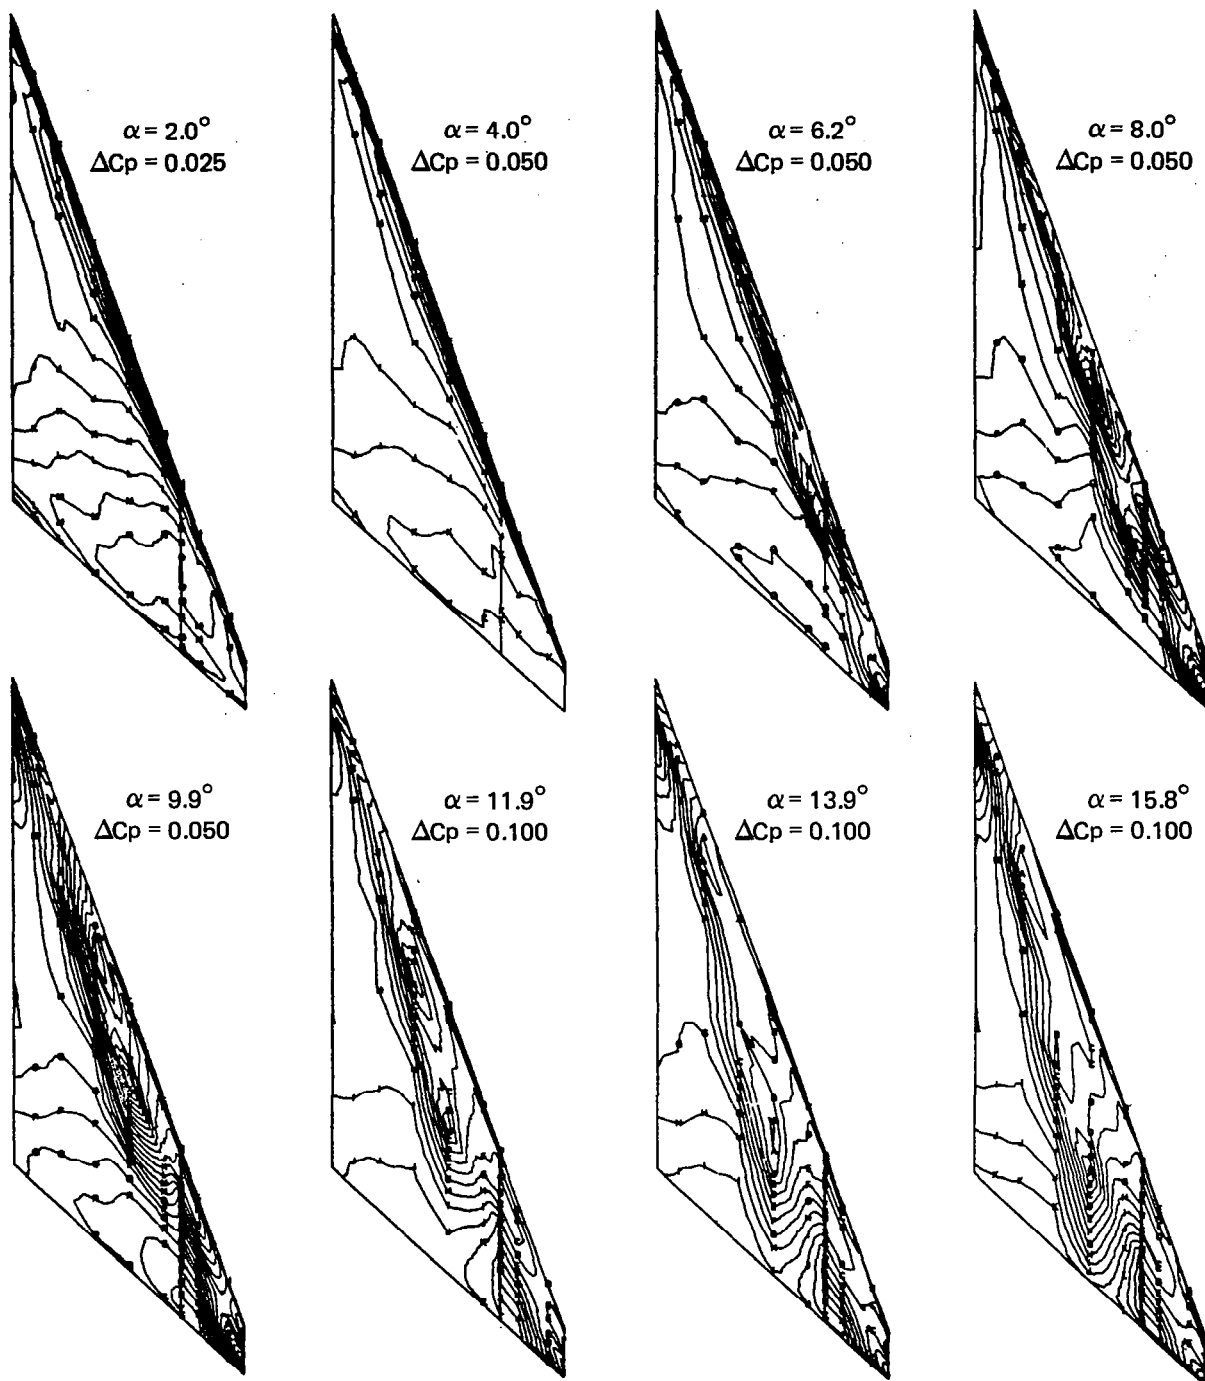 α = 2.0°
ΔCp = 0.025
α = 4.0°
ΔCp = 0.050
α = 6.2°
ΔCp = 0.050
α = 8.0°
ΔCp = 0.050
α = 9.9°
ΔCp = 0.050
α = 11.9°
ΔCp = 0.100
α = 13.9°
ΔCp = 0.100
α = 15.8°
ΔCp = 0.100